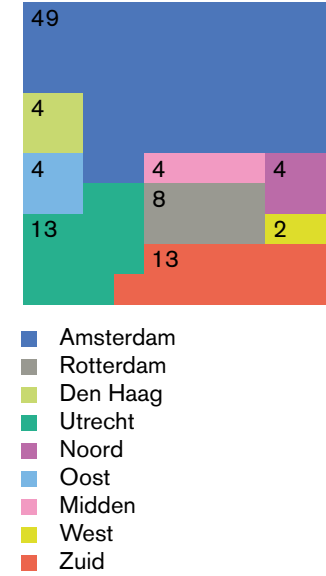 49
4
4 4 4
8
13 2
13
Amsterdam
Rotterdam
Den Haag
Utrecht
Noord
Oost
Midden
West
Zuid